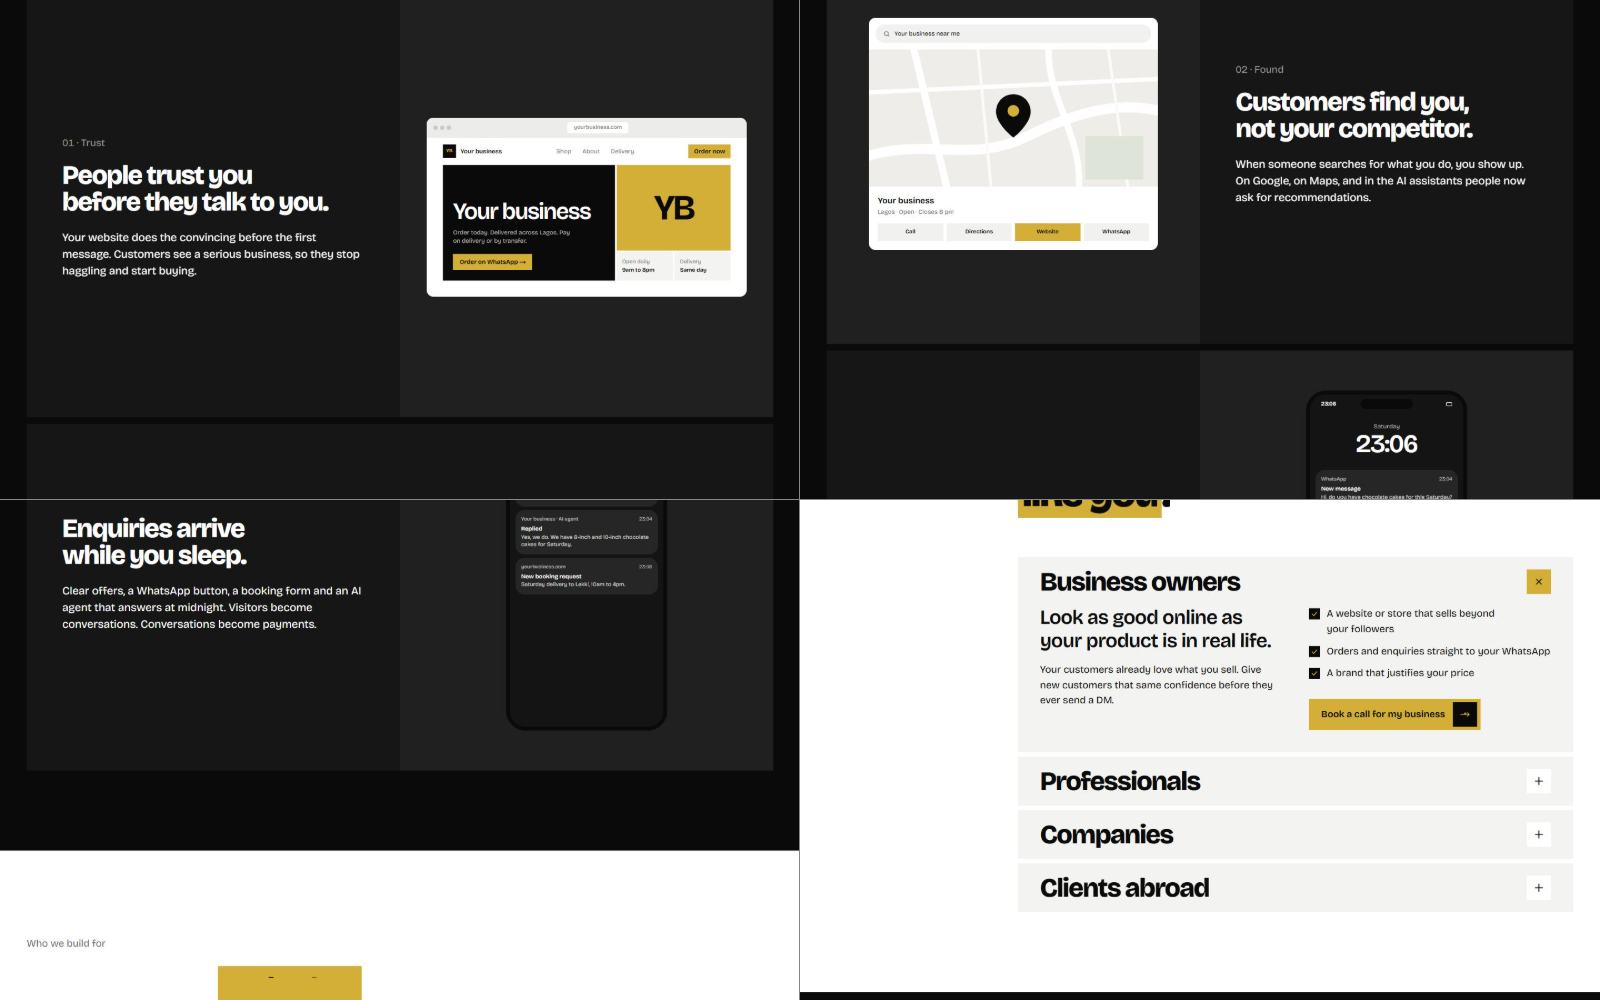 01 · Trust
People trust you
before they talk to you.
Your website does the convincing before the first
message. Customers see a serious business, so they stop
haggling and start buying.
yourbusiness.com
YB
Your business
Shop
About
Delivery
Order now
Your business
Order today. Delivered across Lagos. Pay
on delivery or by transfer.
Order on WhatsApp →
YB
Open daily
9am to 8pm
Delivery
Same day
Your business near me
Your business
Lagos · Open · Closes 8 pm
Call
Directions
Website
WhatsApp
02 · Found
Customers find you,
not your competitor.
When someone searches for what you do, you show up.
On Google, on Maps, and in the AI assistants people now
ask for recommendations.
23:06
Saturday
23:06
WhatsApp
23:04
New message
Hi, do you have chocolate cakes for this Saturday?
Enquiries arrive
while you sleep.
Clear offers, a WhatsApp button, a booking form and an AI
agent that answers at midnight. Visitors become
conversations. Conversations become payments.
Your business · AI agent
23:04
Replied
Yes, we do. We have 8-inch and 10-inch chocolate
cakes for Saturday.
yourbusiness.com
New booking request
Saturday delivery to Lekki, 10am to 4pm.
Who we build for
like you.
Business owners
Look as good online as
your product is in real life.
Your customers already love what you sell. Give
new customers that same confidence before they
ever send a DM.
A website or store that sells beyond
your followers
Orders and enquiries straight to your WhatsApp
A brand that justifies your price
Book a call for my business →
Professionals
Companies
Clients abroad